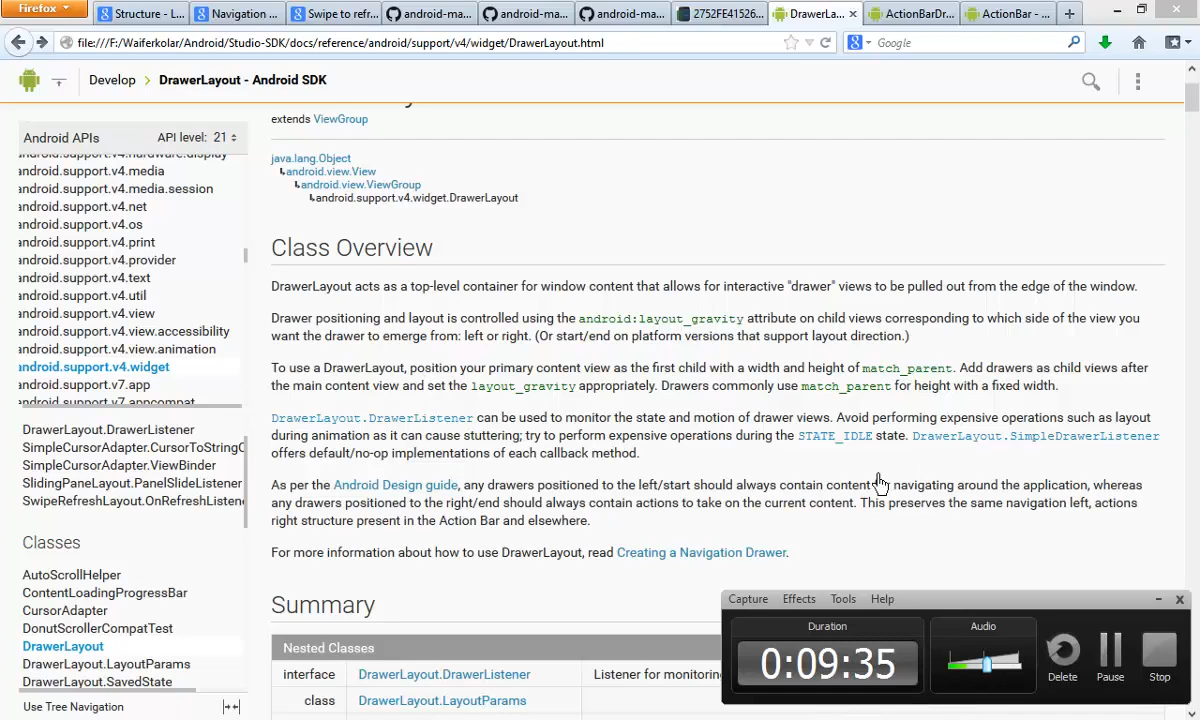 Firefox
Structure - L...
Navigation ...
Swipe to refr...
android-ma...
android-ma...
android-ma...
2752FE41526...
DrawerLa...
ActionBarDr...
ActionBar - ...
file:///F:/Waiferkolar/Android/Studio-SDK/docs/reference/android/support/v4/widget/DrawerLayout.html
Google
Develop > DrawerLayout - Android SDK
Android APIs API level: 21
android.support.v4.hardware.display
android.support.v4.media
android.support.v4.media.session
android.support.v4.net
android.support.v4.os
android.support.v4.print
android.support.v4.provider
android.support.v4.text
android.support.v4.util
android.support.v4.view
android.support.v4.view.accessibility
android.support.v4.view.animation
android.support.v4.widget
android.support.v7.app
android.support.v7.appcompat
DrawerLayout.DrawerListener
SimpleCursorAdapter.CursorToStringC
SimpleCursorAdapter.ViewBinder
SlidingPaneLayout.PanelSlideListener
SwipeRefreshLayout.OnRefreshListene
Classes
AutoScrollHelper
ContentLoadingProgressBar
CursorAdapter
DonutScrollerCompatTest
DrawerLayout
DrawerLayout.LayoutParams
DrawerLayout.SavedState
Use Tree Navigation
extends ViewGroup
java.lang.Object
android.view.View
android.view.ViewGroup
android.support.v4.widget.DrawerLayout
Class Overview
DrawerLayout acts as a top-level container for window content that allows for interactive "drawer" views to be pulled out from the edge of the window.
Drawer positioning and layout is controlled using the android:layout_gravity attribute on child views corresponding to which side of the view you
want the drawer to emerge from: left or right. (Or start/end on platform versions that support layout direction.)
To use a DrawerLayout, position your primary content view as the first child with a width and height of match_parent. Add drawers as child views after
the main content view and set the layout_gravity appropriately. Drawers commonly use match_parent for height with a fixed width.
DrawerLayout.DrawerListener can be used to monitor the state and motion of drawer views. Avoid performing expensive operations such as layout
during animation as it can cause stuttering; try to perform expensive operations during the STATE_IDLE state. DrawerLayout.SimpleDrawerListener
offers default/no-op implementations of each callback method.
As per the Android Design guide, any drawers positioned to the left/start should always contain content navigating around the application, whereas
any drawers positioned to the right/end should always contain actions to take on the current content. This preserves the same navigation left, actions
right structure present in the Action Bar and elsewhere.
For more information about how to use DrawerLayout, read Creating a Navigation Drawer.
Summary
Nested Classes
interface DrawerLayout.DrawerListener Listener for monitorin
class DrawerLayout.LayoutParams
Capture Effects Tools Help
Duration
0:09:35
Audio
Delete
Pause
Stop